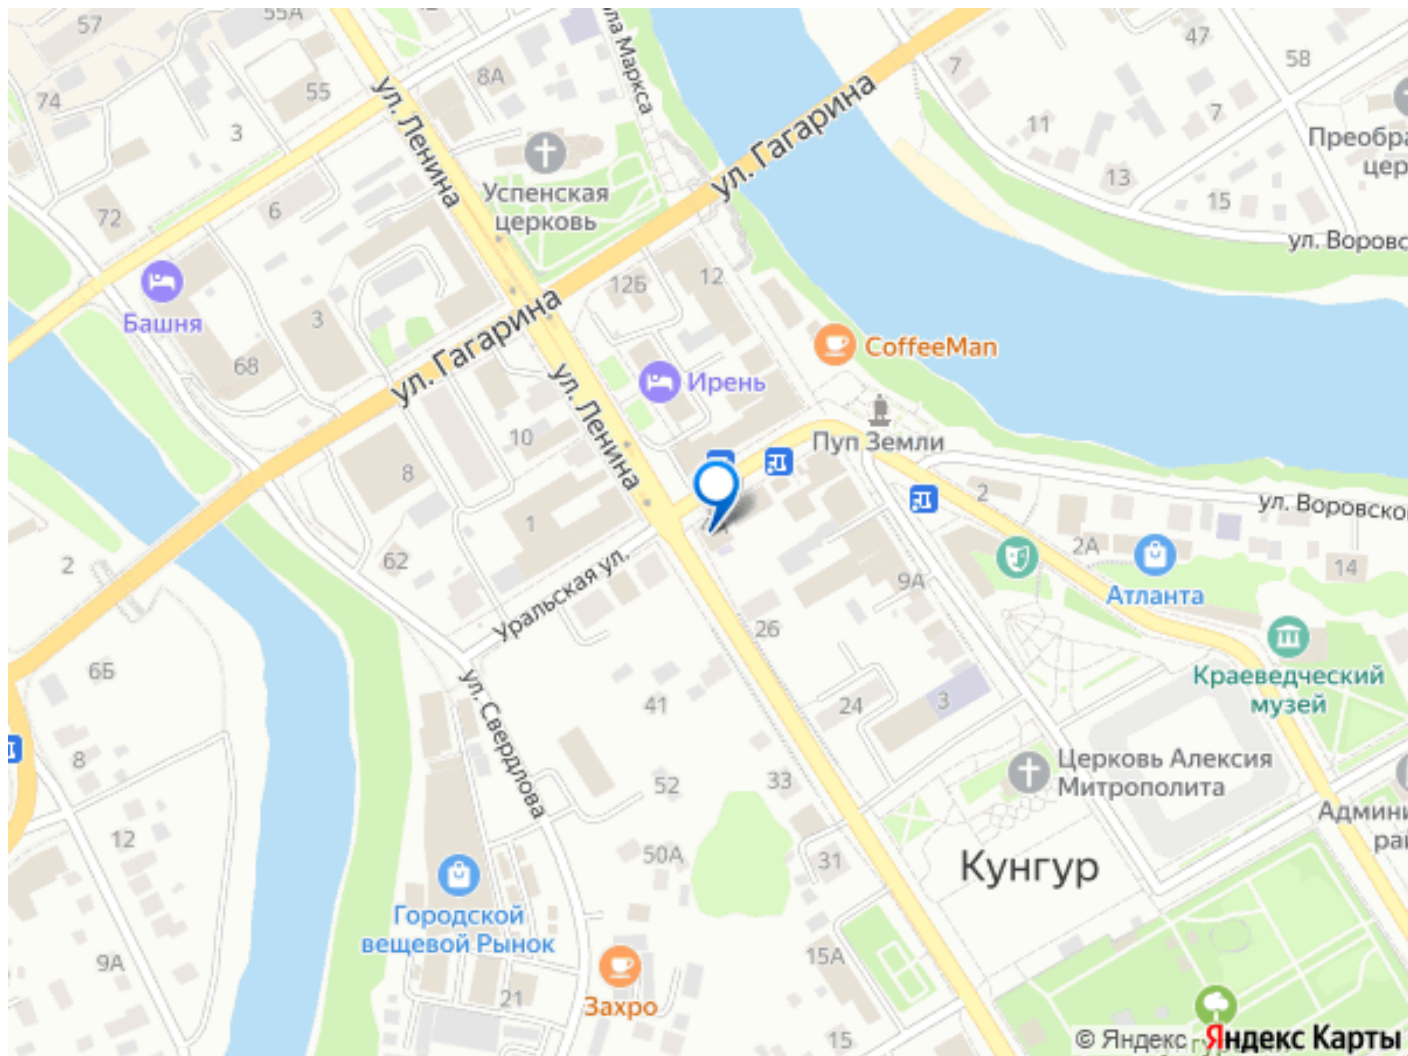 57
55А
ла Маркса
47
58
7
74
55
8А
ул. Ленина
3
ул. Гагарина
11
7
Преобра
цер
Успенская
церковь
13
15
72
6
ул. Воровс
12Б
12
Башня
3
68
ул. Гагарина
CoffeeMan
Ирень
ул. Ленина
10
Пуп Земли
8
1
2
ул. Воровског
62
2
2А
14
9А
Атланта
Уральская ул.
26
6Б
Краеведческий
музей
41
24
3
ул. Свердлова
8
52
33
Церковь Алексия
Митрополита
Админи
рай
12
50А
31
Кунгур
Городской
вещевой Рынок
9А
15А
21
Захро
15
© Яндекс
Яндекс Карты